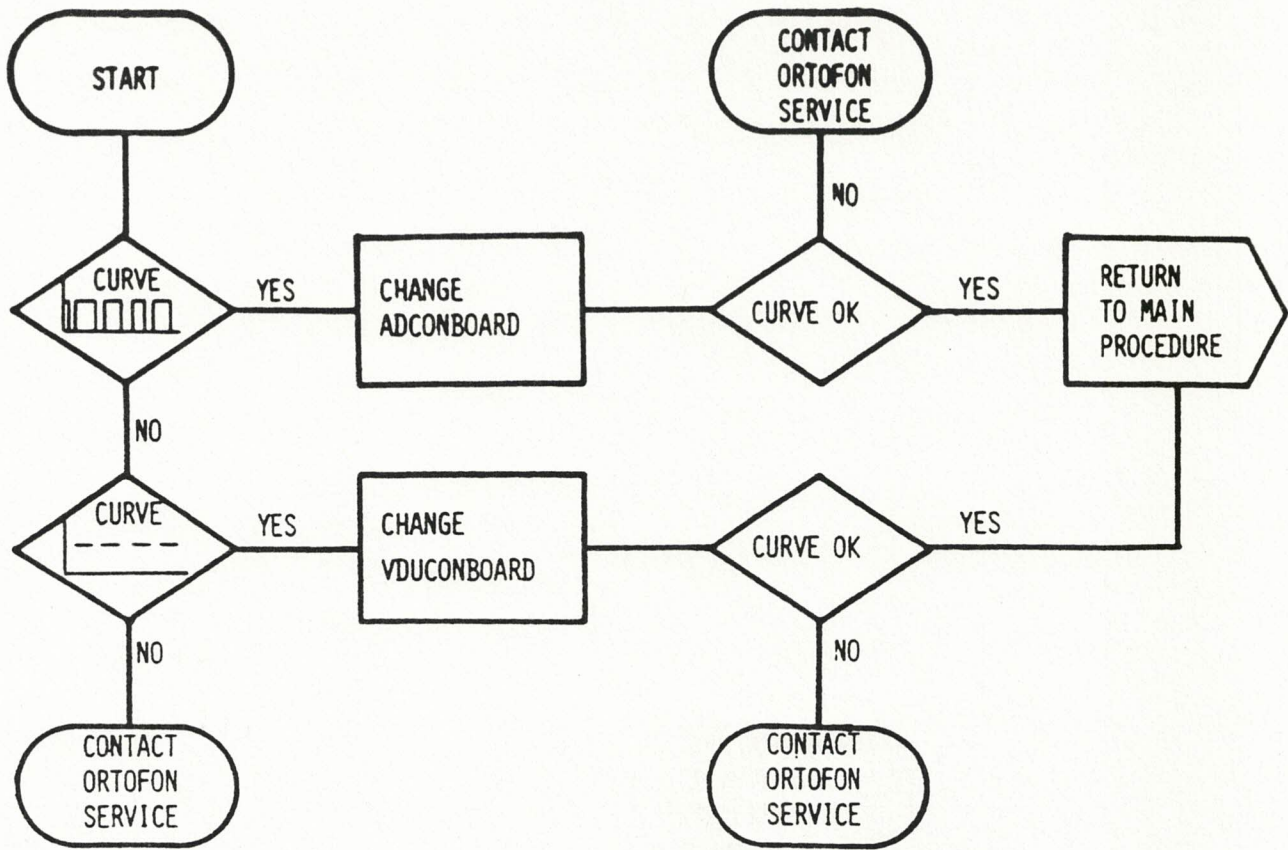 START
CONTACT
ORTOFON
SERVICE
NO
CURVE
YES
CHANGE
ADCONBOARD
CURVE OK
YES
RETURN
TO MAIN
PROCEDURE
NO
CURVE
YES
CHANGE
VDUCONBOARD
CURVE OK
YES
NO
NO
CONTACT
ORTOFON
SERVICE
CONTACT
ORTOFON
SERVICE